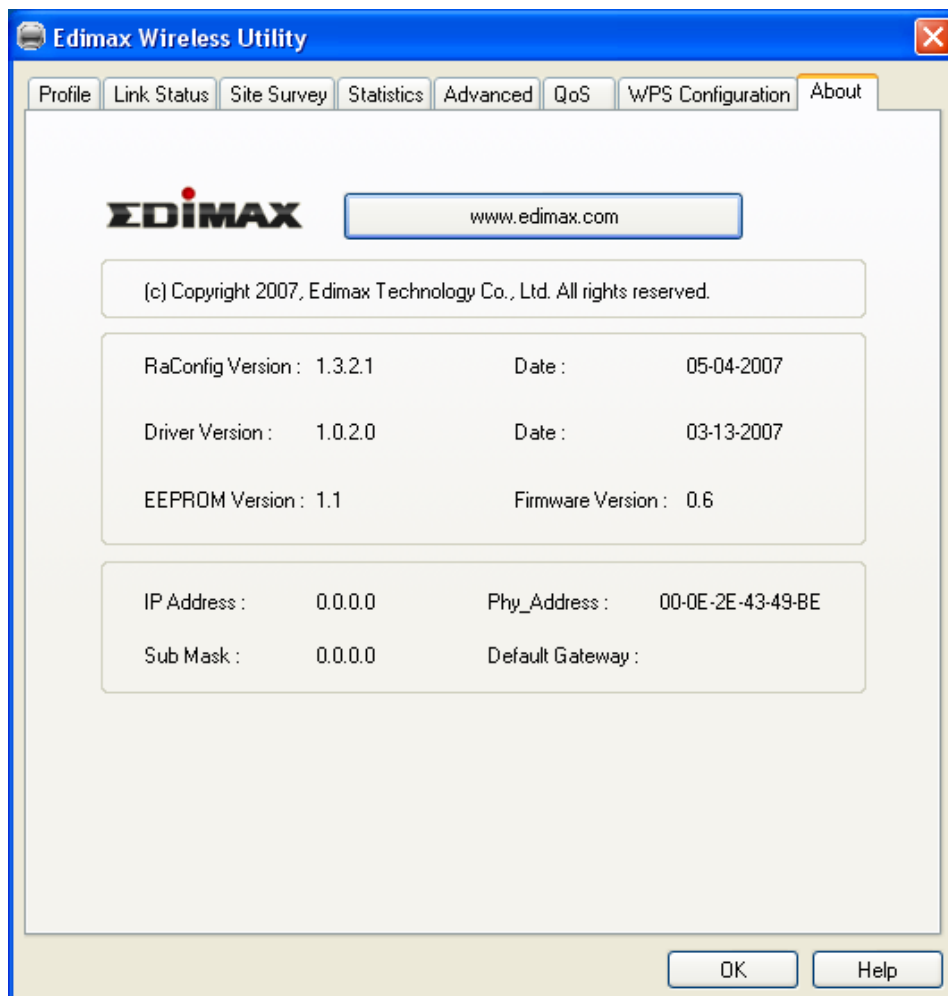 Edimax Wireless Utility
Profile Link Status Site Survey Statistics Advanced QoS WPS Configuration About
EDiMAX www.edimax.com
(c) Copyright 2007, Edimax Technology Co., Ltd. All rights reserved.
RaConfig Version : 1.3.2.1 Date : 05-04-2007
Driver Version : 1.0.2.0 Date : 03-13-2007
EEPROM Version : 1.1 Firmware Version : 0.6
IP Address : 0.0.0.0 Phy_Address : 00-0E-2E-43-49-BE
Sub Mask : 0.0.0.0 Default Gateway :
OK Help